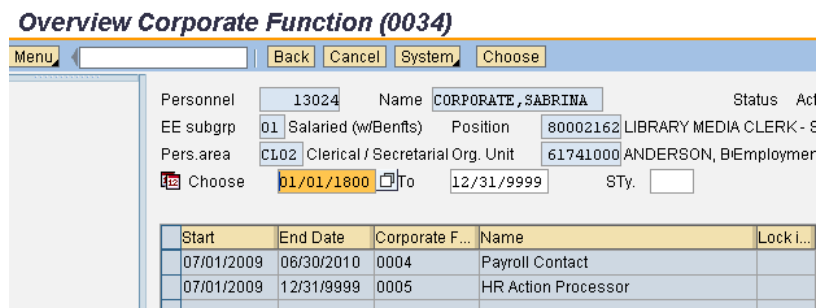 Overview Corporate Function (0034)
Menu Back Cancel System Choose
Personnel 13024 Name CORPORATE,SABRINA Status Act
EE subgrp 01 Salaried (w/Benfts) Position 80002162 LIBRARY MEDIA CLERK - S
Pers.area CL02 Clerical / Secretarial Org. Unit 61741000 ANDERSON, B Employmen
Choose 01/01/1800 To 12/31/9999 STy.
Start End Date Corporate F... Name Lock i...
07/01/2009 06/30/2010 0004 Payroll Contact
07/01/2009 12/31/9999 0005 HR Action Processor